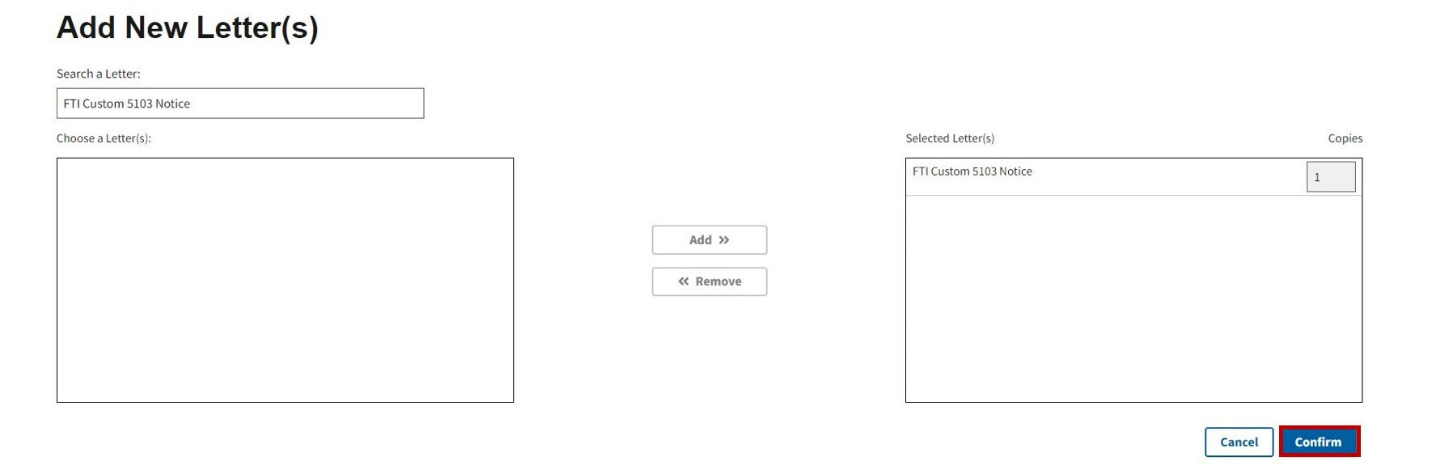 Add New Letter(s)
Search a Letter:
FTI Custom 5103 Notice
Choose a Letter(s):
Selected Letter(s) Copies
FTI Custom 5103 Notice 1
Add »
« Remove
Cancel Confirm